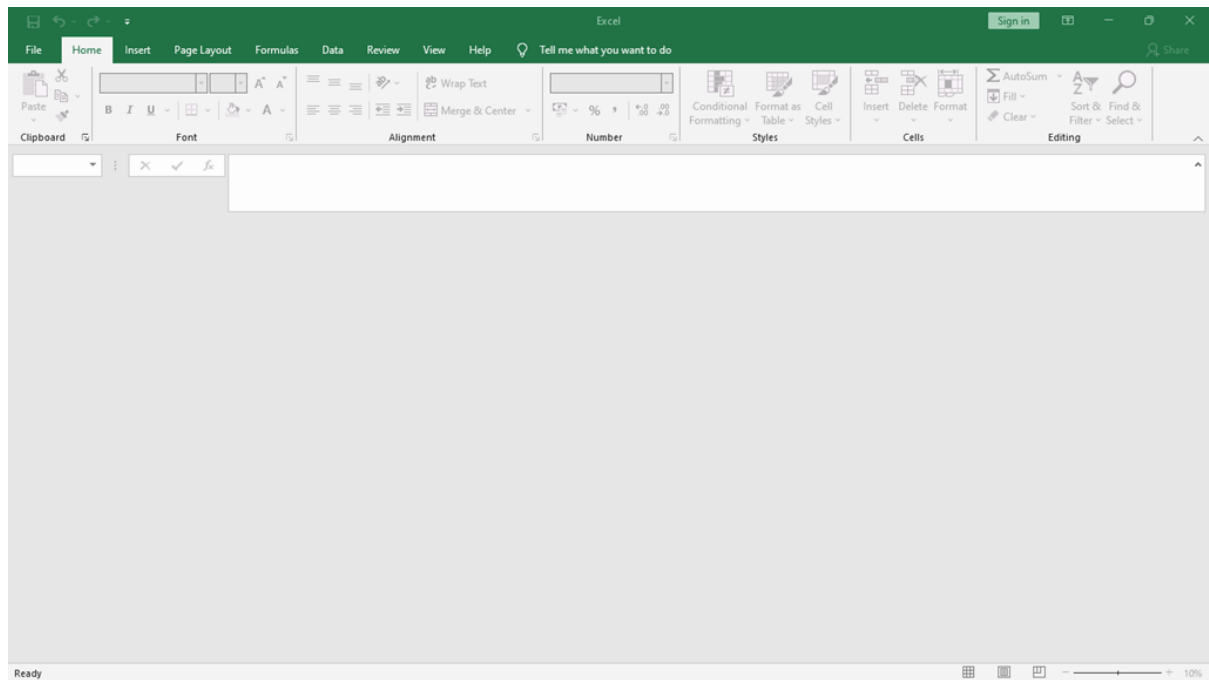 Excel
Sign in
File Home Insert Page Layout Formulas Data Review View Help Tell me what you want to do Share
Paste
Clipboard
B I U A
Font
Wrap Text
Merge & Center
Alignment
%
Number
Conditional Formatting
Format as Table
Cell Styles
Styles
Insert Delete Format
Cells
AutoSum
Fill
Clear
Sort & Filter
Find & Select
Editing
fx
Ready
10%